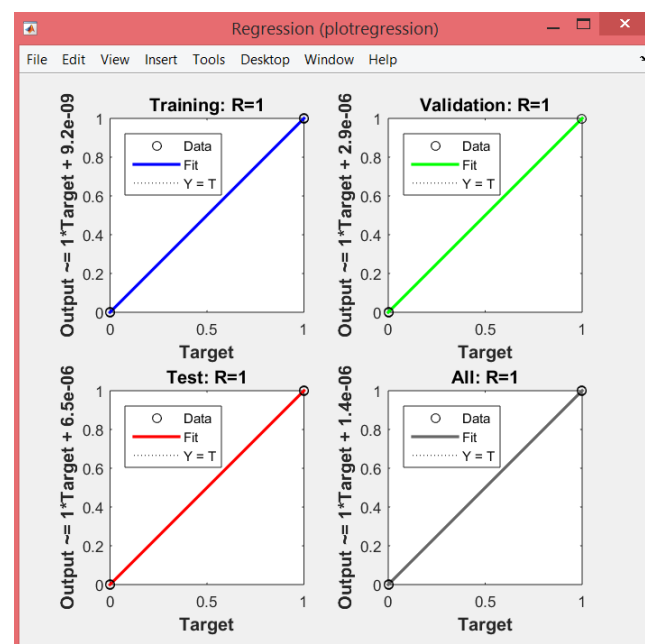 Regression (plotregression)
File Edit View Insert Tools Desktop Window Help
Training: R=1
Output ~= 1*Target + 9.2e-09
1
0.8
0.6
0.4
0.2
0
Data
Fit
Y = T
0 0.5 1
Target
Validation: R=1
Output ~= 1*Target + 2.9e-06
1
0.8
0.6
0.4
0.2
0
Data
Fit
Y = T
0 0.5 1
Target
Test: R=1
Output ~= 1*Target + 6.5e-06
1
0.8
0.6
0.4
0.2
0
Data
Fit
Y = T
0 0.5 1
Target
All: R=1
Output ~= 1*Target + 1.4e-06
1
0.8
0.6
0.4
0.2
0
Data
Fit
Y = T
0 0.5 1
Target